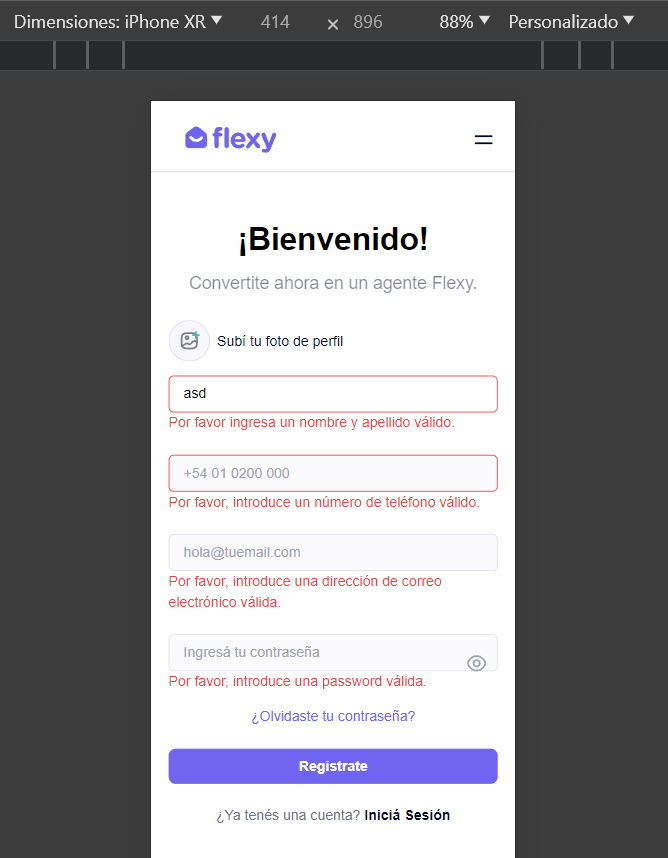 Dimensiones: iPhone XR ▼ 414 × 896 88% ▼ Personalizado ▼
flexy
¡Bienvenido!
Convertite ahora en un agente Flexy.
Subí tu foto de perfil
asd
Por favor ingresa un nombre y apellido válido.
+54 01 0200 000
Por favor, introduce un número de teléfono válido.
hola@tuemail.com
Por favor, introduce una dirección de correo
electrónico válida.
Ingresá tu contraseña
Por favor, introduce una password válida.
¿Olvidaste tu contraseña?
Registrate
¿Ya tenés una cuenta? Iniciá Sesión